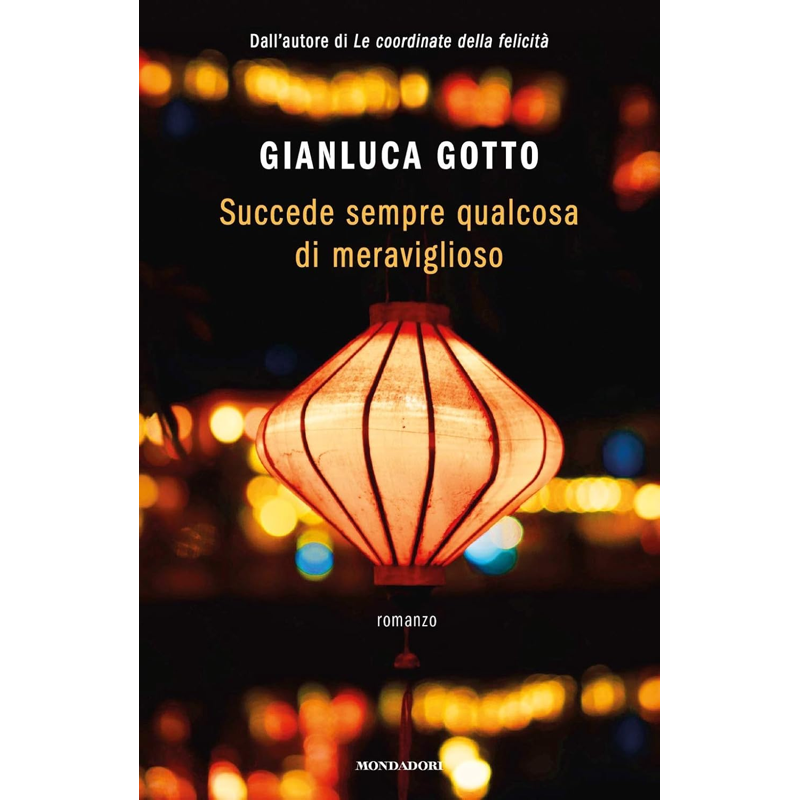 Dall'autore di Le coordinate della felicità
GIANLUCA GOTTO
Succede sempre qualcosa
di meraviglioso
romanzo
MONDADORI